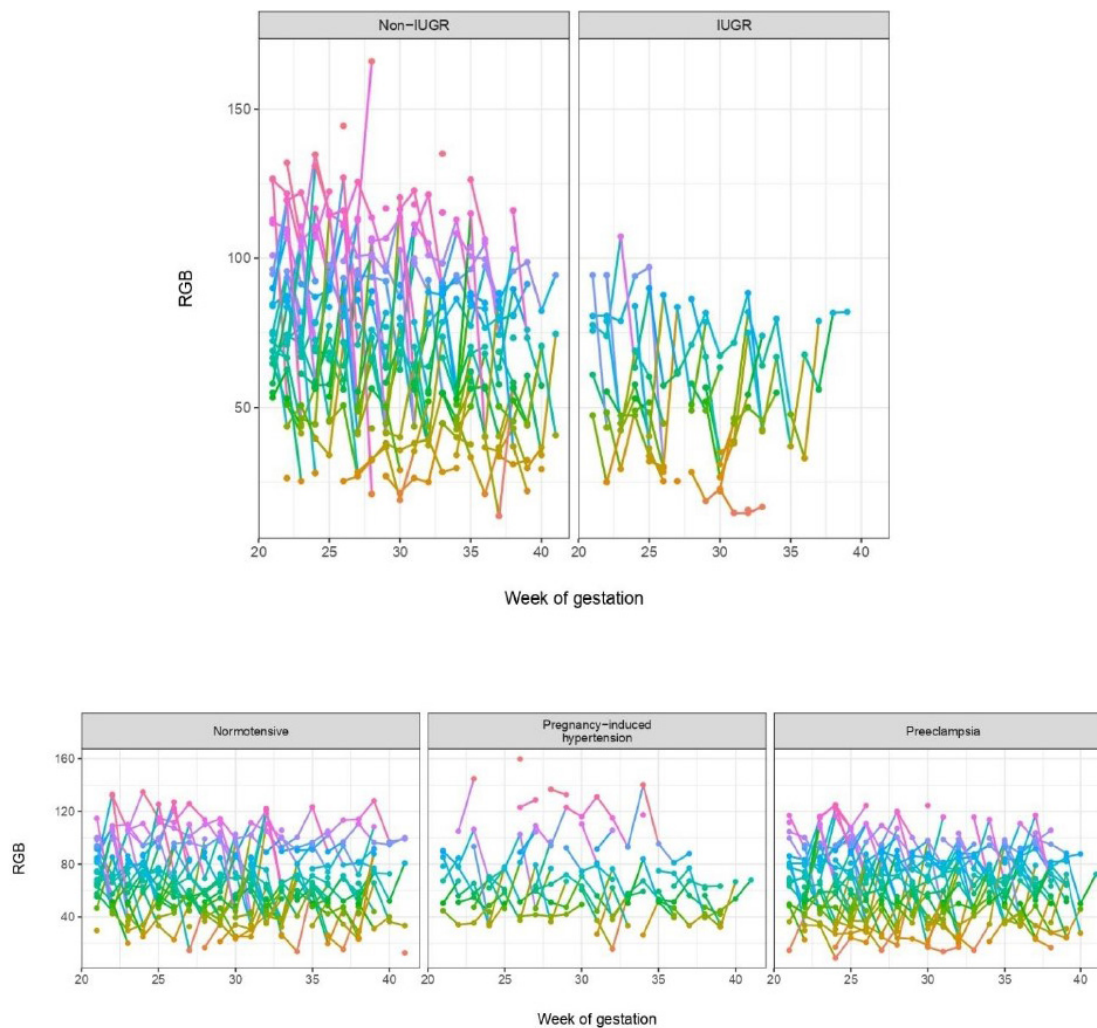 Non−IUGR IUGR
150
100
50
RGB
20 25 30 35 40 20 25 30 35 40
Week of gestation
Normotensive Pregnancy−induced hypertension Preeclampsia
160
120
80
40
RGB
20 25 30 35 40 20 25 30 35 40 20 25 30 35 40
Week of gestation